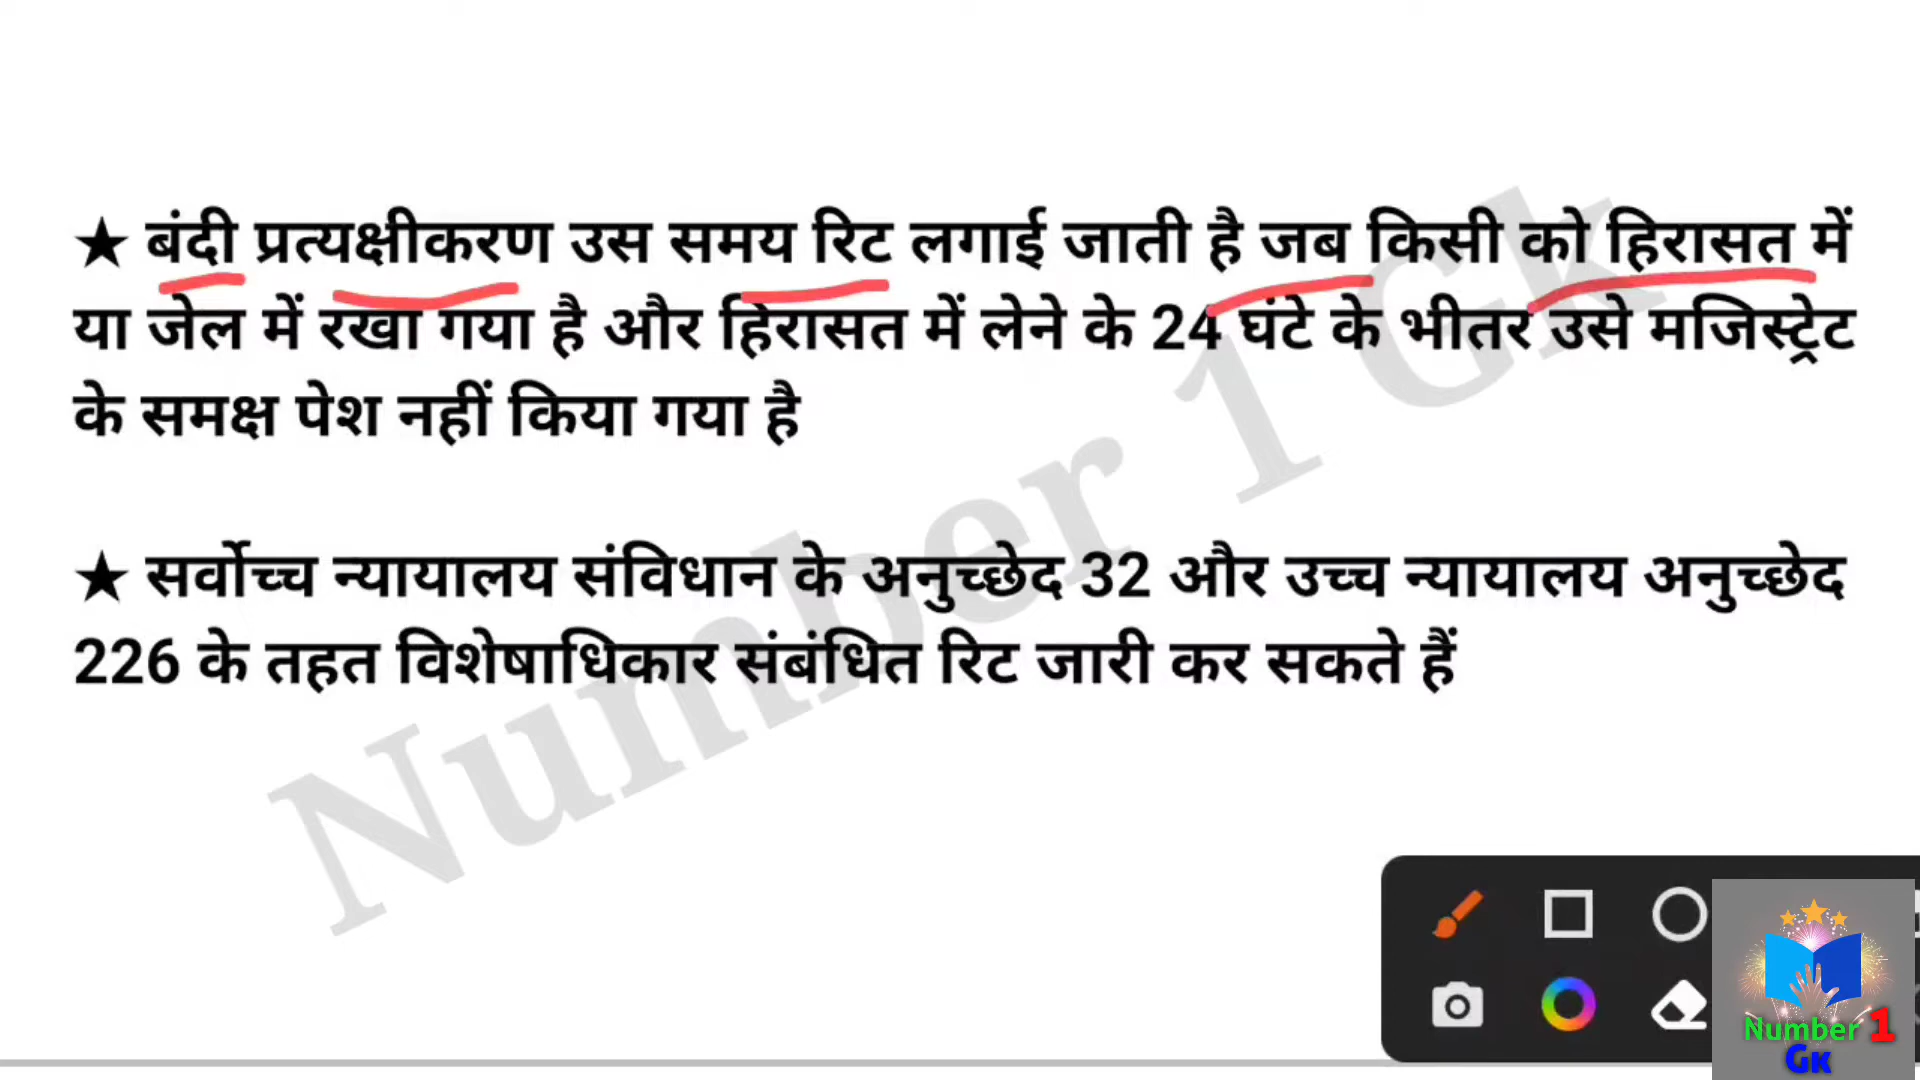 ★ बंदी प्रत्यक्षीकरण उस समय रिट लगाई जाती है जब किसी को हिरासत में
या जेल में रखा गया है और हिरासत में लेने के 24 घंटे के भीतर उसे मजिस्ट्रेट
के समक्ष पेश नहीं किया गया है
★ सर्वोच्च न्यायालय संविधान के अनुच्छेद 32 और उच्च न्यायालय अनुच्छेद
226 के तहत विशेषाधिकार संबंधित रिट जारी कर सकते हैं
Number 1 Gk
Number 1
GK